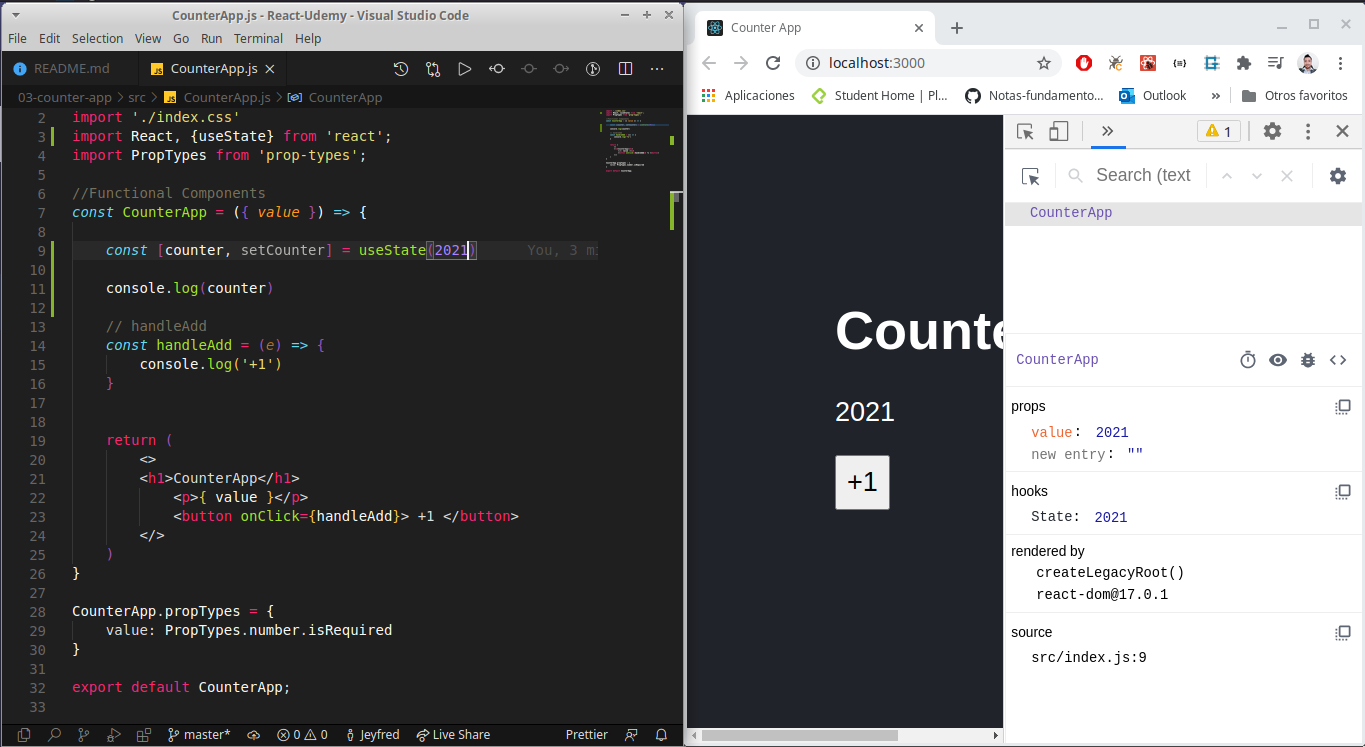 CounterApp.js - React-Udemy - Visual Studio Code
File Edit Selection View Go Run Terminal Help
README.md
CounterApp.js
03-counter-app > src > CounterApp.js > CounterApp
2 import './index.css'
3 import React, {useState} from 'react';
4 import PropTypes from 'prop-types';
5
6 //Functional Components
7 const CounterApp = ({ value }) => {
8
9 const [counter, setCounter] = useState(2021) You, 3 mi
10
11 console.log(counter)
12
13 // handleAdd
14 const handleAdd = (e) => {
15 console.log('+1')
16 }
17
18
19 return (
20 <>
21 <h1>CounterApp</h1>
22 <p>{ value }</p>
23 <button onClick={handleAdd}> +1 </button>
24 </>
25 )
26 }
27
28 CounterApp.propTypes = {
29 value: PropTypes.number.isRequired
30 }
31
32 export default CounterApp;
33
master* 0 0 Jeyfred Live Share Prettier
Counter App
localhost:3000
Aplicaciones Student Home | Pl... Notas-fundamento... Outlook » Otros favoritos
Counte
2021
+1
1
Search (text
CounterApp
CounterApp
props
value: 2021
new entry: ""
hooks
State: 2021
rendered by
createLegacyRoot()
react-dom@17.0.1
source
src/index.js:9